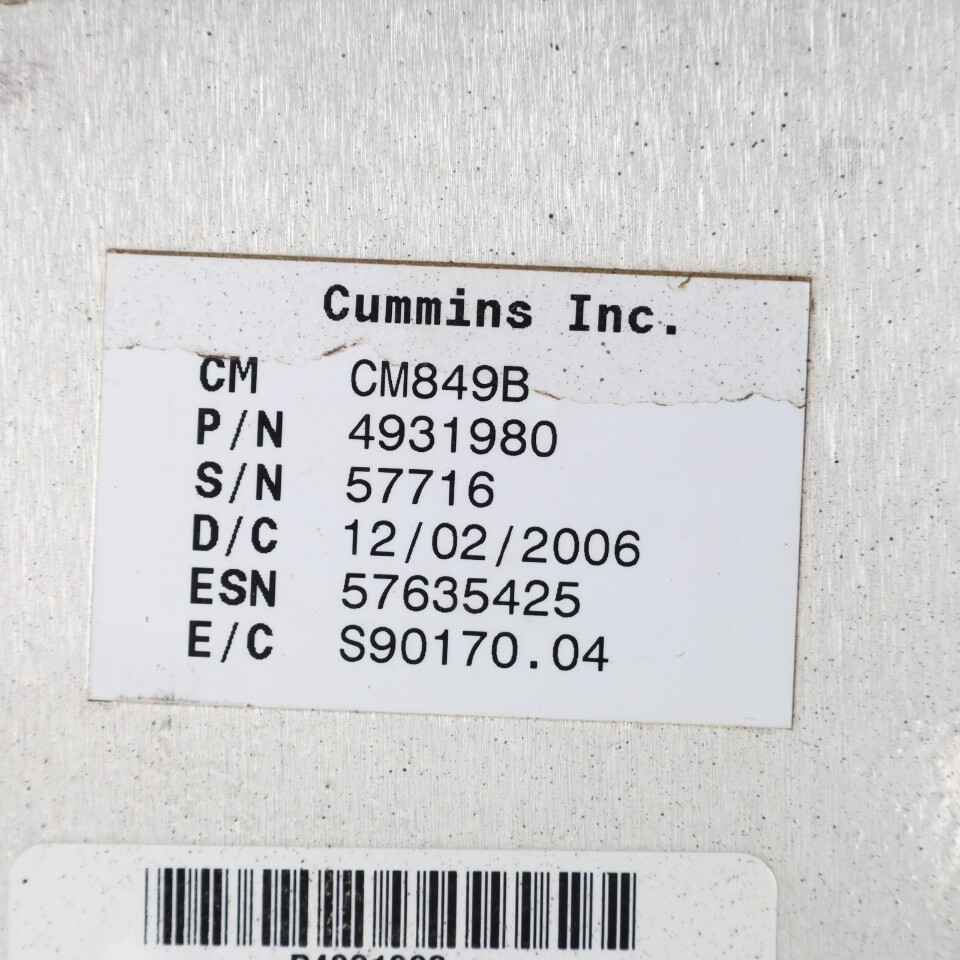 Cummins Inc.
CM CM849B
P/N 4931980
S/N 57716
D/C 12/02/2006
ESN 57635425
E/C S90170.04